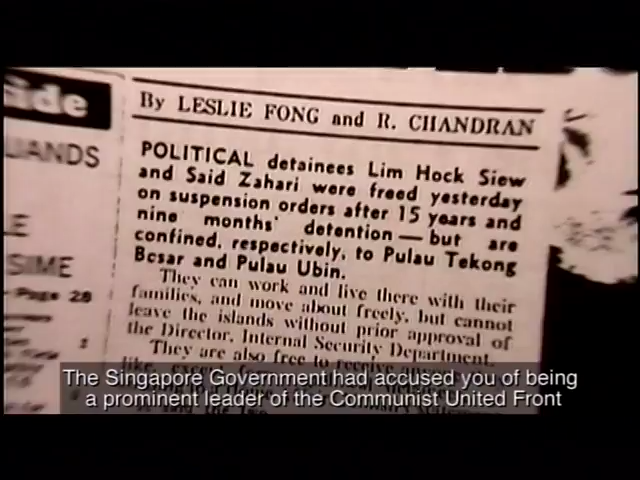 ide
By LESLIE FONG and R. CHANDRAN
POLITICAL detainees Lim Hock Siew
and Said Zahari were freed yesterday
on suspension orders after 15 years and
nine months' detention — but are
confined, respectively, to Pulau Tekong
Besar and Pulau Ubin.
They can work and live there with their
families, and move about freely, but cannot
leave the islands without prior approval of
the Director, Internal Security Department.
They are also free to receive
SIME
Page 28
The Singapore Government had accused you of being
a prominent leader of the Communist United Front